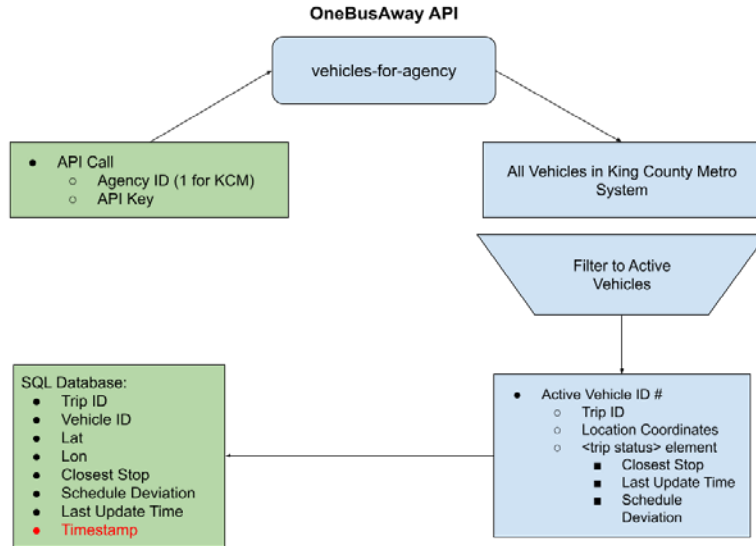 OneBusAway API
vehicles-for-agency
● API Call
○ Agency ID (1 for KCM)
○ API Key
All Vehicles in King County Metro
System
Filter to Active
Vehicles
SQL Database:
● Trip ID
● Vehicle ID
● Lat
● Lon
● Closest Stop
● Schedule Deviation
● Last Update Time
● Timestamp
● Active Vehicle ID #
○ Trip ID
○ Location Coordinates
○ <trip status> element
■ Closest Stop
■ Last Update Time
■ Schedule
Deviation